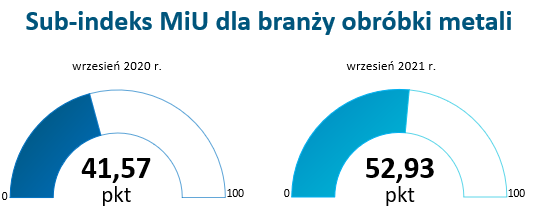 Sub-indeks MiU dla branży obróbki metali
wrzesień 2020 r.
41,57
pkt
0
100
wrzesień 2021 r.
52,93
pkt
0
100